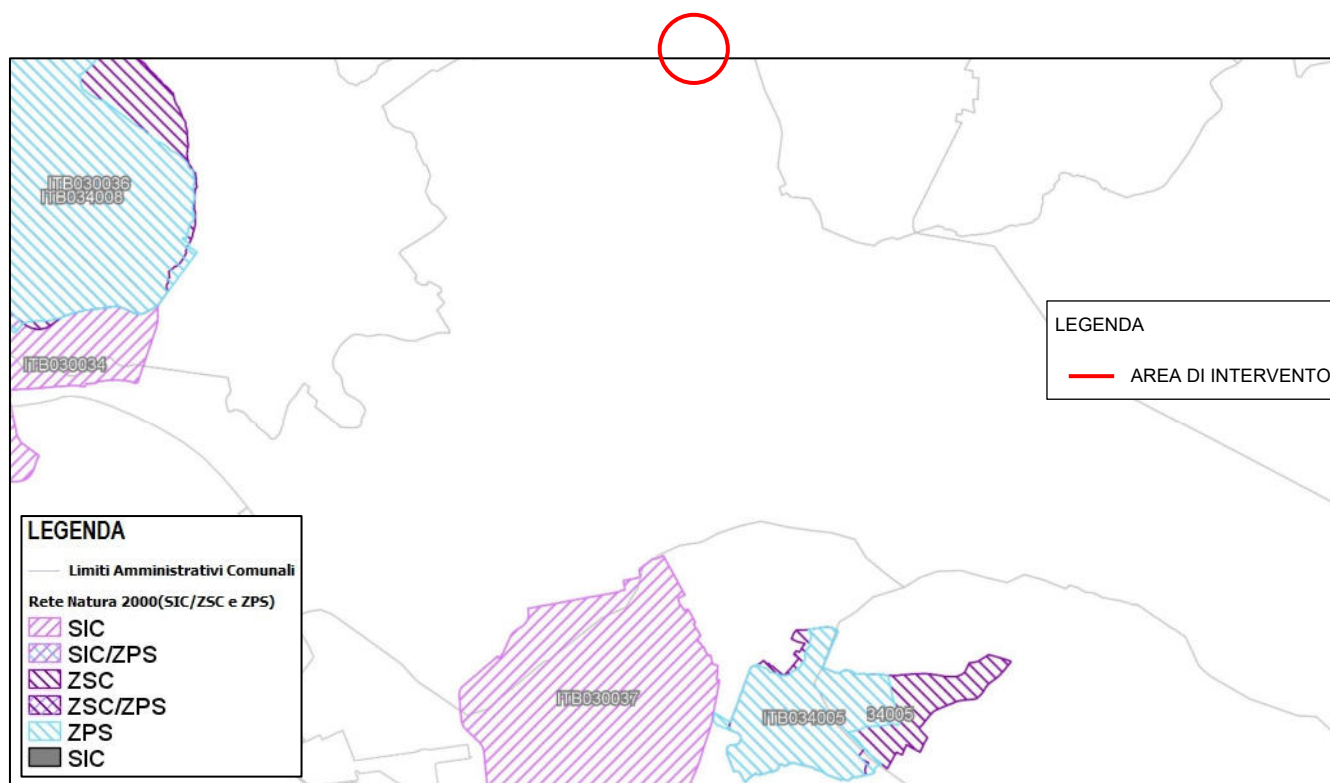 ITB030036
ITB034008
ITB030034
LEGENDA
AREA DI INTERVENTO
LEGENDA
Limiti Amministrativi Comunali
Rete Natura 2000(SIC/ZSC e ZPS)
SIC
SIC/ZPS
ZSC
ZSC/ZPS
ZPS
SIC
ITB030037
ITB034005
34005